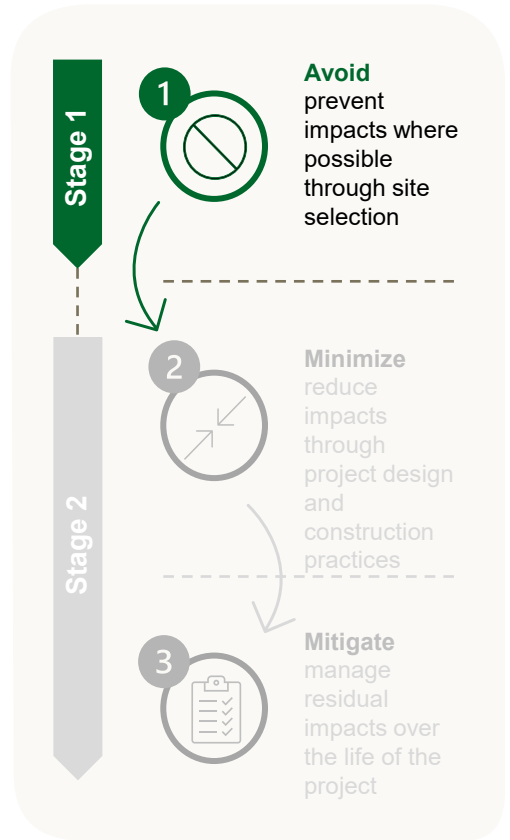 Stage 1
1
Avoid
prevent
impacts where
possible
through site
selection
Stage 2
2
Minimize
reduce
impacts
through
project design
and
construction
practices
3
Mitigate
manage
residual
impacts over
the life of the
project